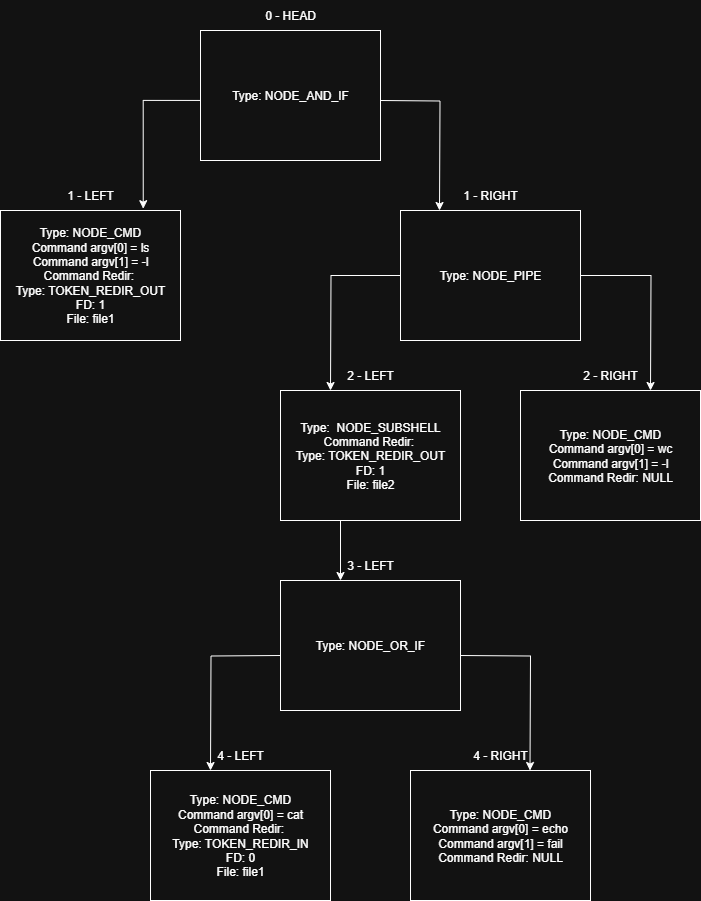 0 - HEAD
Type: NODE_AND_IF
1 - LEFT
Type: NODE_CMD
Command argv[0] = ls
Command argv[1] = -l
Command Redir:
Type: TOKEN_REDIR_OUT
FD: 1
File: file1
1 - RIGHT
Type: NODE_PIPE
2 - LEFT
Type: NODE_SUBSHELL
Command Redir:
Type: TOKEN_REDIR_OUT
FD: 1
File: file2
2 - RIGHT
Type: NODE_CMD
Command argv[0] = wc
Command argv[1] = -l
Command Redir: NULL
3 - LEFT
Type: NODE_OR_IF
4 - LEFT
Type: NODE_CMD
Command argv[0] = cat
Command Redir:
Type: TOKEN_REDIR_IN
FD: 0
File: file1
4 - RIGHT
Type: NODE_CMD
Command argv[0] = echo
Command argv[1] = fail
Command Redir: NULL